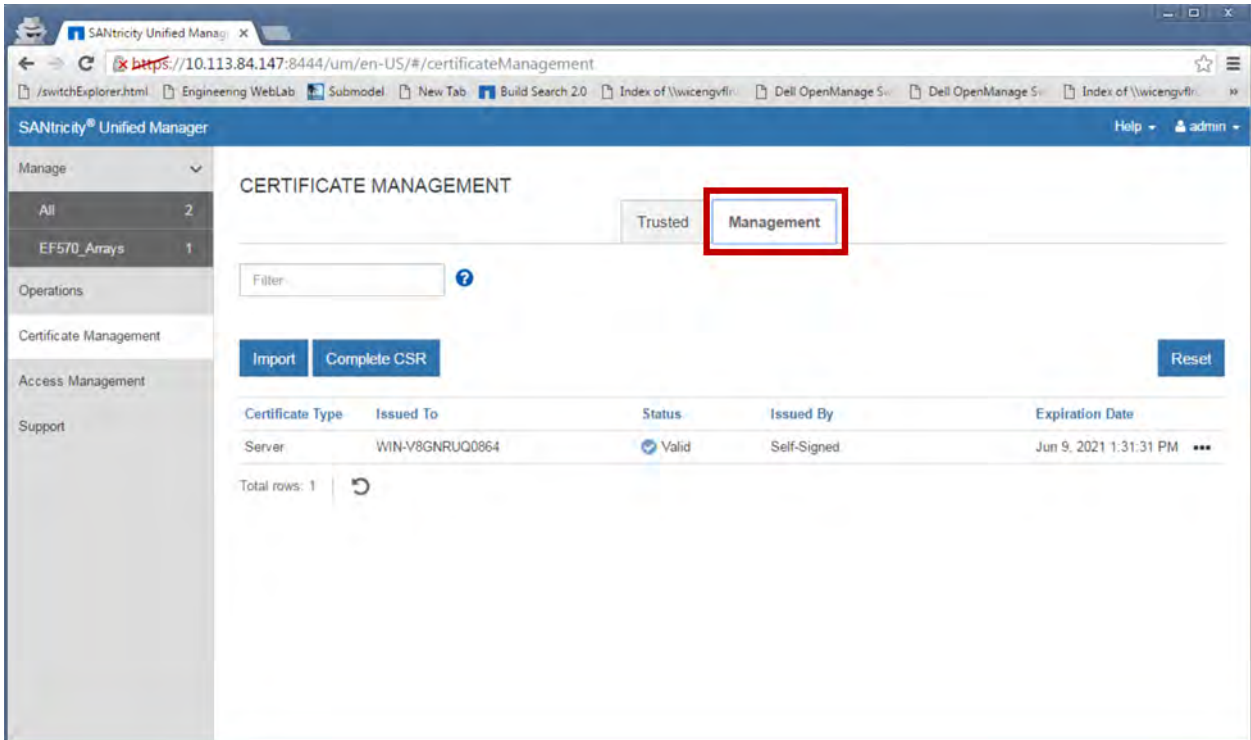 SANtricity Unified Manag
https://10.113.84.147:8444/um/en-US/#/certificateManagement
/switchExplorer.html Engineering WebLab Submodel New Tab Build Search 2.0 Index of \\wicengvflr Dell OpenManage S Dell OpenManage S Index of \\wicengvflr »
SANtricity® Unified Manager Help admin
Manage
CERTIFICATE MANAGEMENT
All 2
Trusted Management
EF570_Arrays 1
Filter
Operations
Certificate Management
Import Complete CSR Reset
Access Management
Certificate Type Issued To Status Issued By Expiration Date
Support
Server WIN-V8GNRUQ0864 Valid Self-Signed Jun 9, 2021 1:31:31 PM •••
Total rows: 1